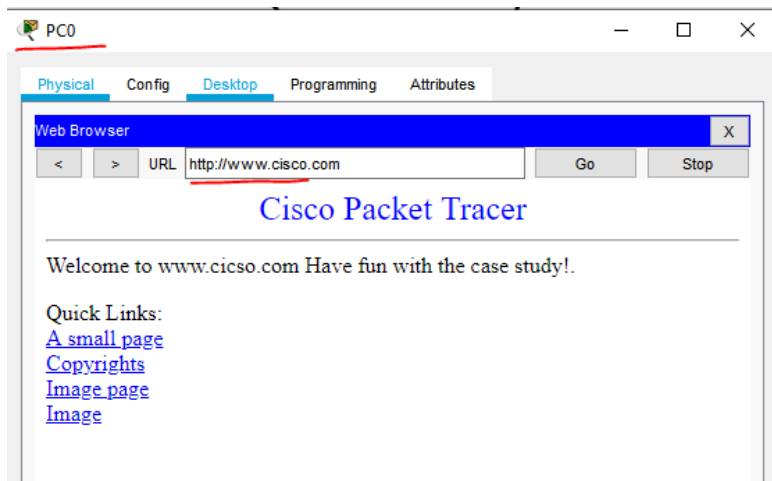 PC0
Physical Config Desktop Programming Attributes
Web Browser X
< > URL http://www.cisco.com Go Stop
Cisco Packet Tracer
Welcome to www.cicso.com Have fun with the case study!.
Quick Links:
A small page
Copyrights
Image page
Image